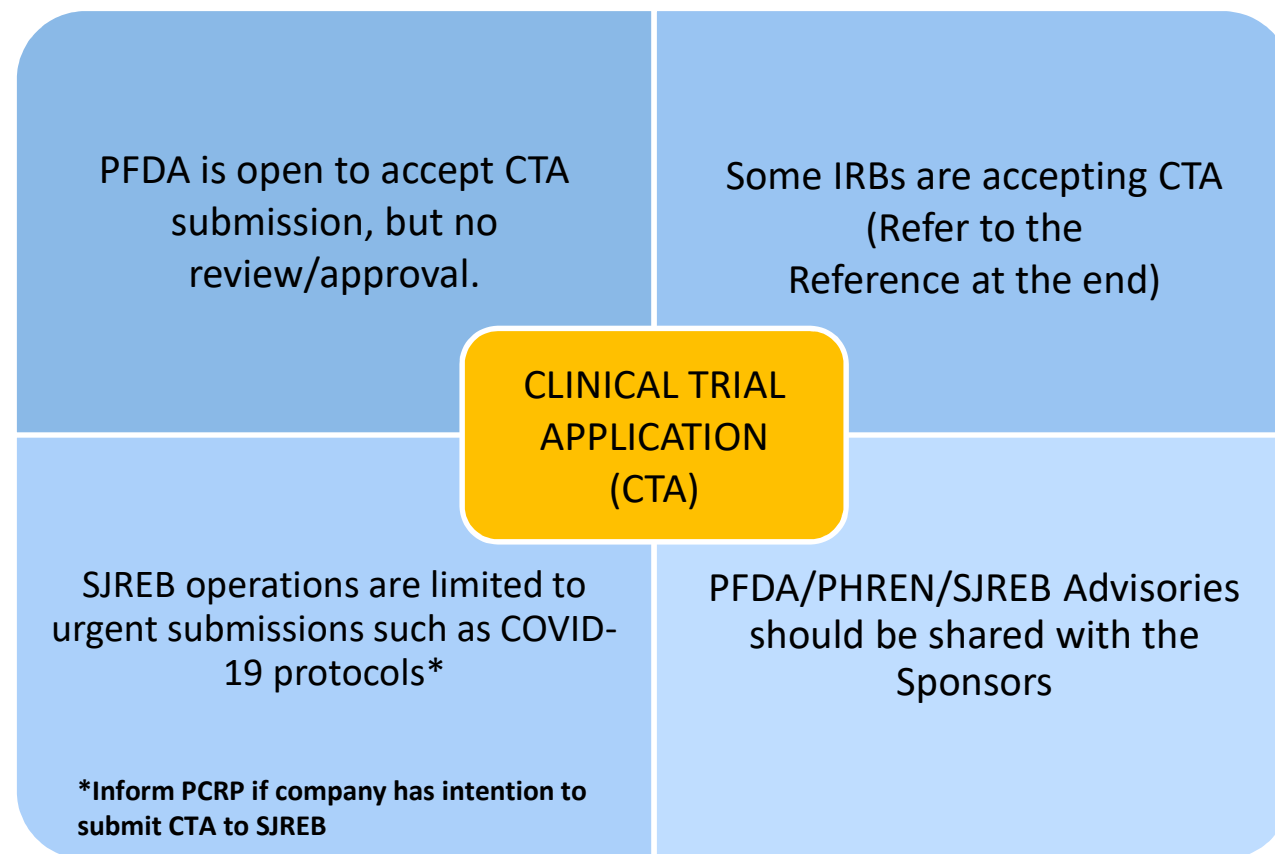 PFDA is open to accept CTA
submission, but no
review/approval.
Some IRBs are accepting CTA
(Refer to the
Reference at the end)
CLINICAL TRIAL
APPLICATION
(CTA)
SJREB operations are limited to
urgent submissions such as COVID-
19 protocols*
*Inform PCRP if company has intention to
submit CTA to SJREB
PFDA/PHREN/SJREB Advisories
should be shared with the
Sponsors